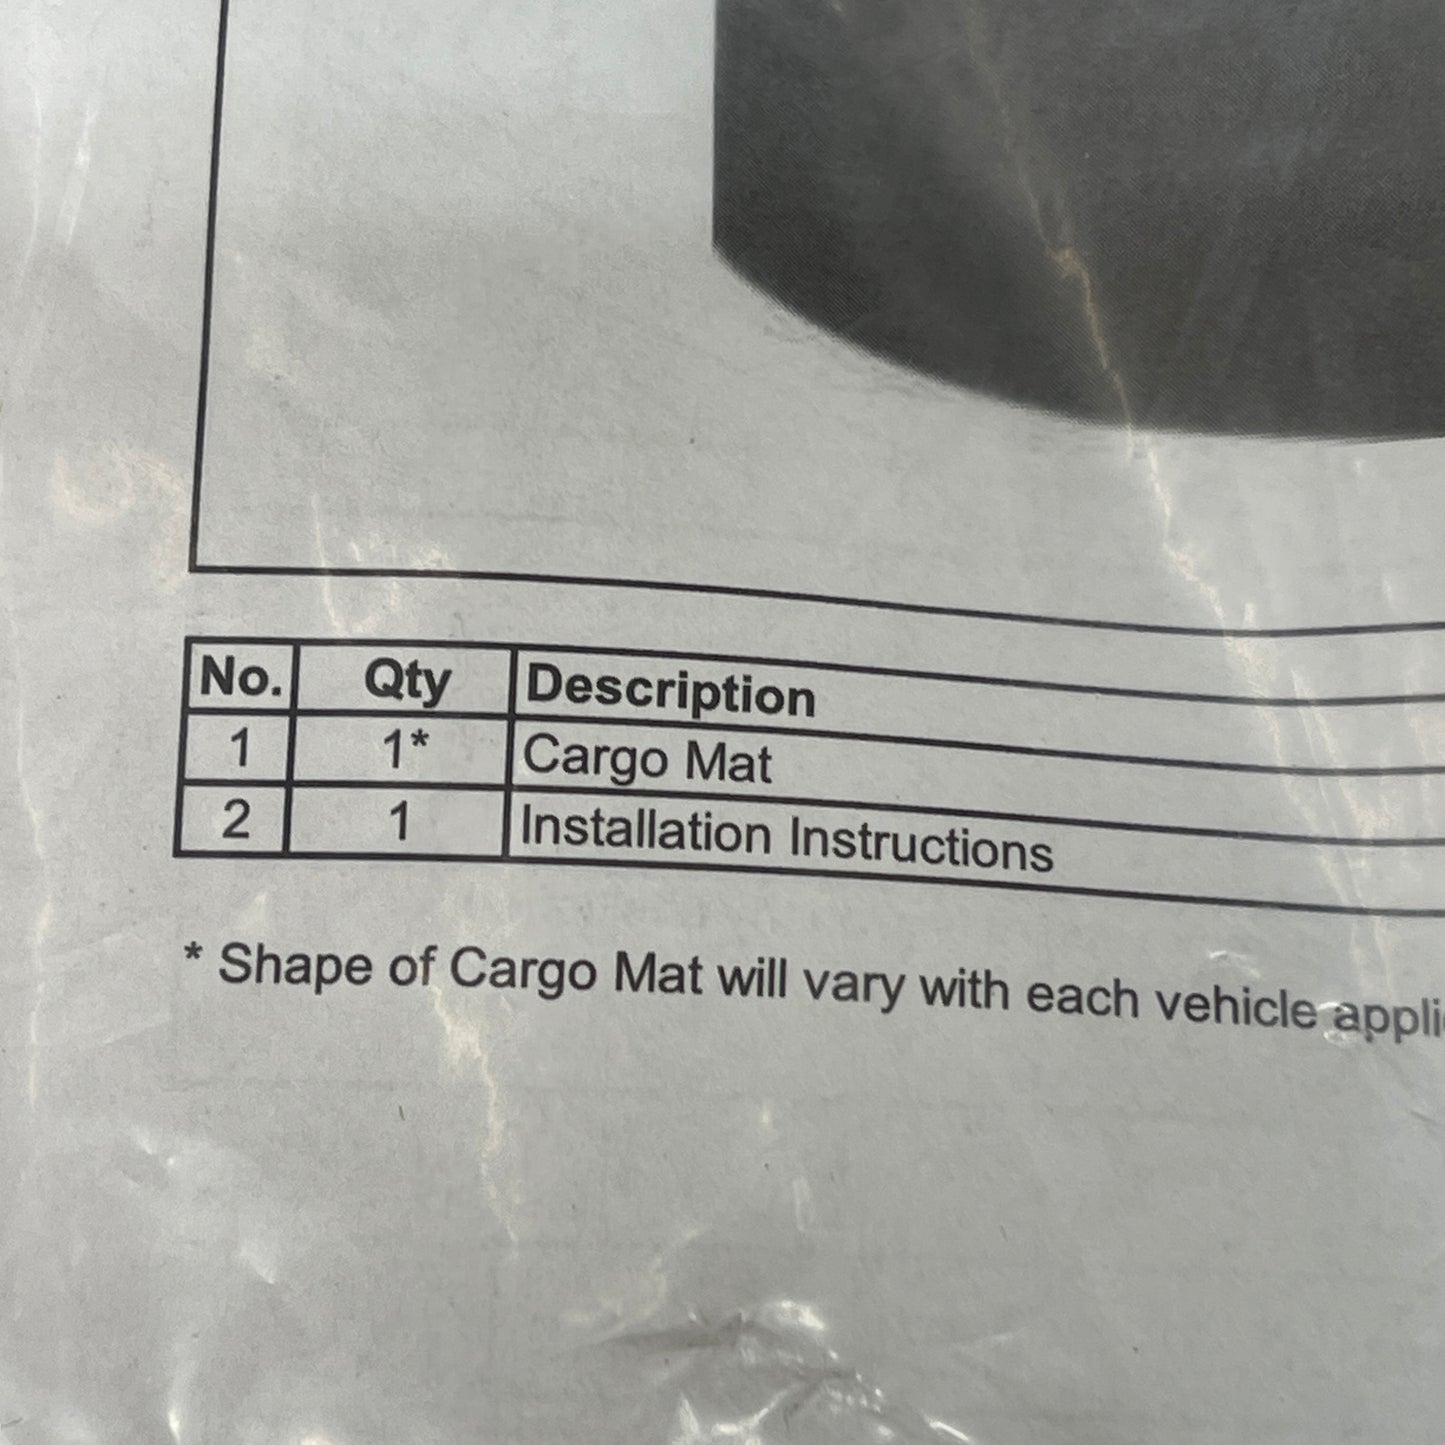 No. Qty Description
1 1* Cargo Mat
2 1 Installation Instructions
* Shape of Cargo Mat will vary with each vehicle